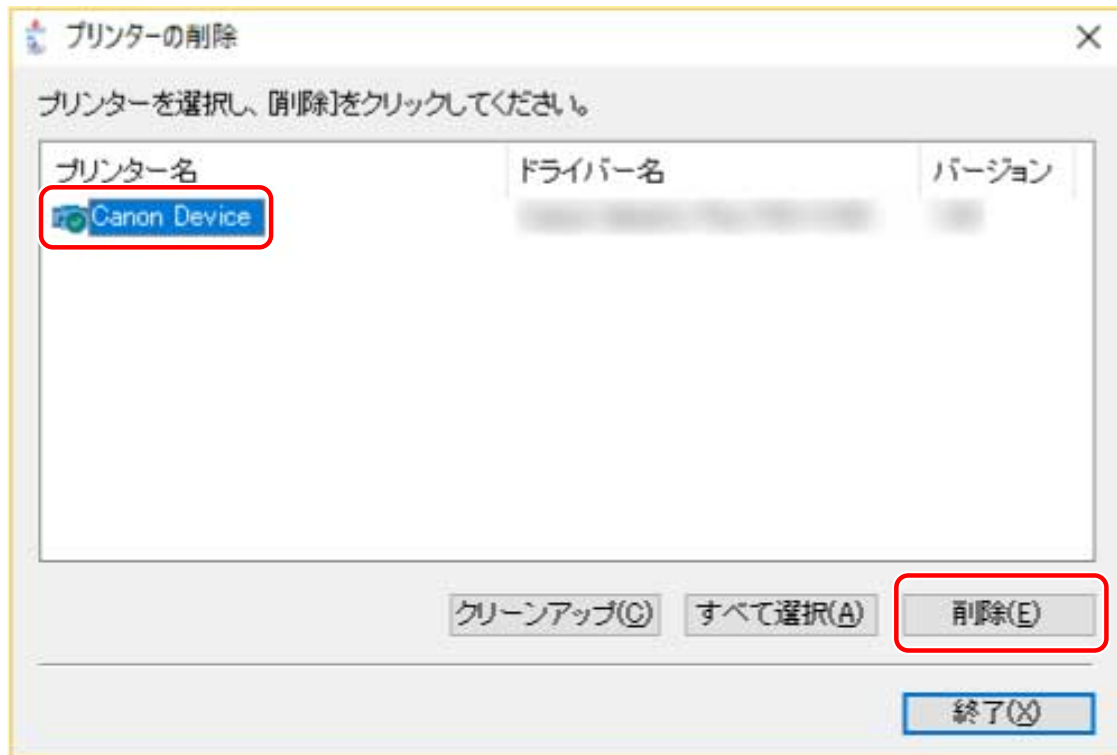 プリンターの削除
プリンターを選択し、[削除]をクリックしてください。
プリンター名 ドライバー名 バージョン
Canon Device
クリーンアップ(C) すべて選択(A) 削除(E)
終了(X)